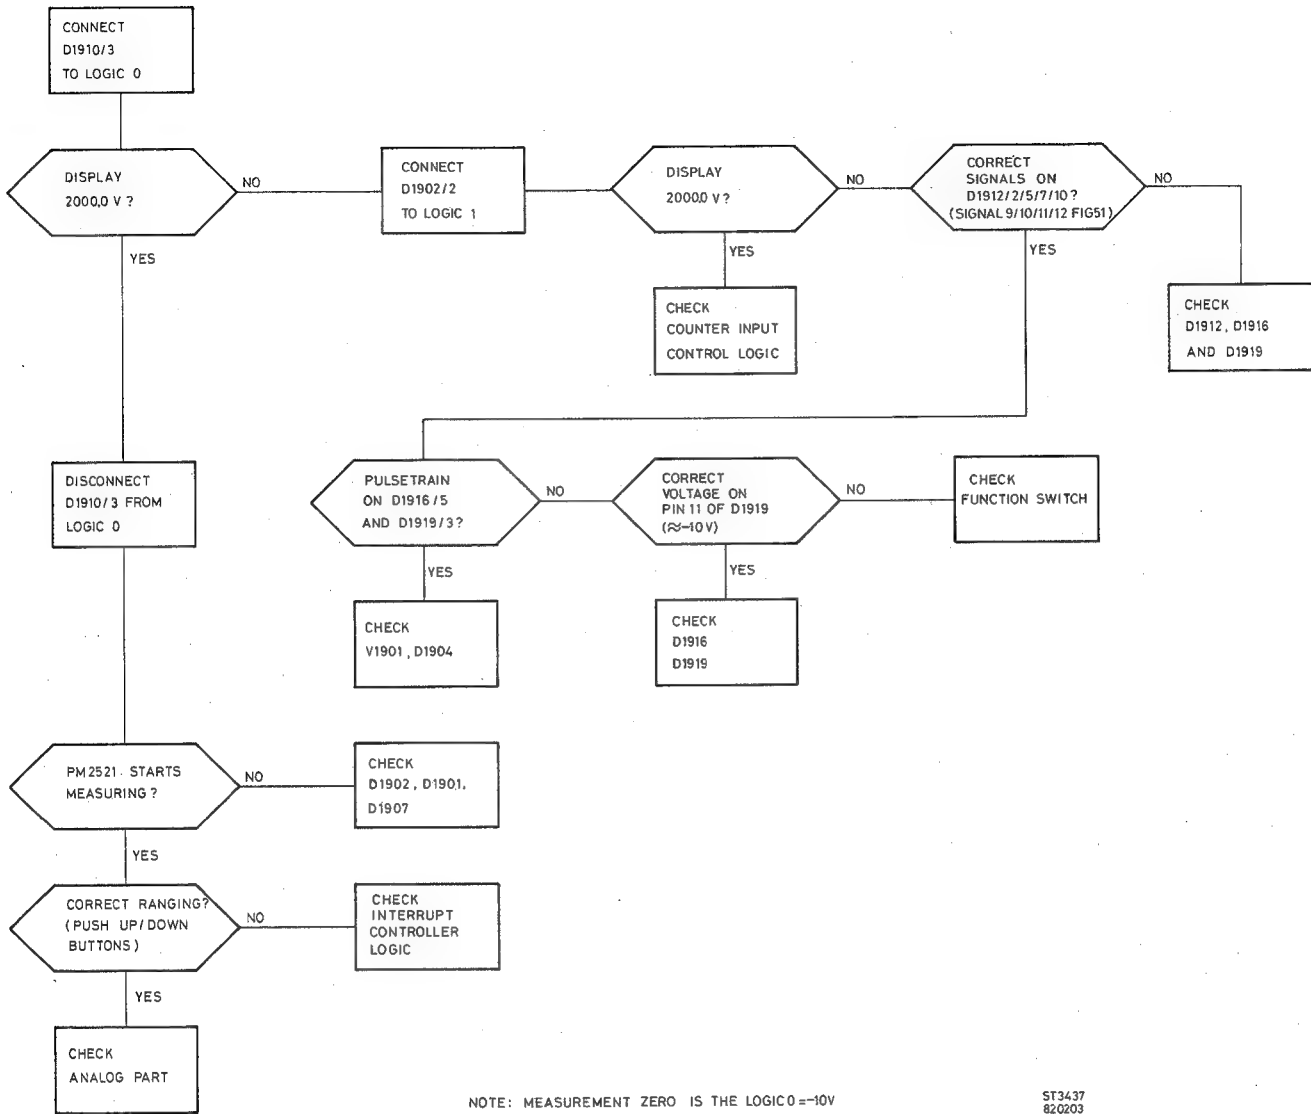 CONNECT
D1910/3
TO LOGIC 0
DISPLAY
2000,0 V ?
NO
CONNECT
D1902/2
TO LOGIC 1
DISPLAY
2000,0 V ?
NO
CORRECT
SIGNALS ON
D1912/2/5/7/10 ?
(SIGNAL 9/10/11/12 FIG51)
NO
YES
YES
YES
CHECK
COUNTER INPUT
CONTROL LOGIC
CHECK
D1912, D1916
AND D1919
DISCONNECT
D1910/3 FROM
LOGIC 0
PULSETRAIN
ON D1916/5
AND D1919/3?
NO
CORRECT
VOLTAGE ON
PIN 11 OF D1919
(≈-10 V)
NO
CHECK
FUNCTION SWITCH
YES
YES
CHECK
V1901, D1904
CHECK
D1916
D1919
PM2521 STARTS
MEASURING ?
NO
CHECK
D1902, D1901,
D1907
YES
CORRECT RANGING?
(PUSH UP/DOWN
BUTTONS)
NO
CHECK
INTERRUPT
CONTROLLER
LOGIC
YES
CHECK
ANALOG PART
NOTE: MEASUREMENT ZERO IS THE LOGIC 0 =-10V
ST3437
820203